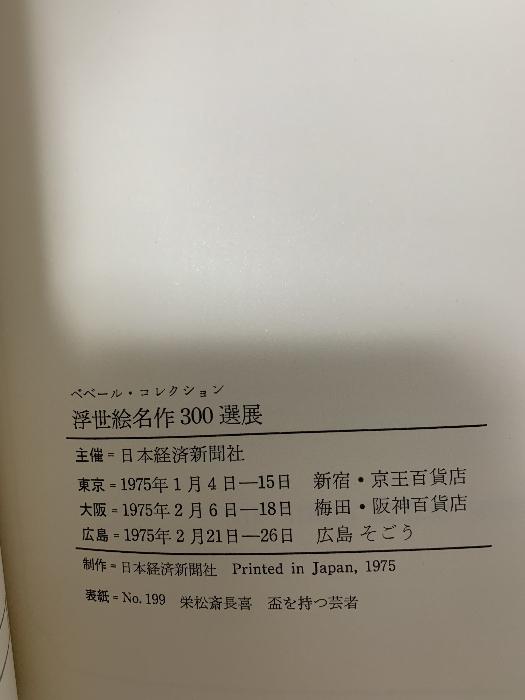 ベベール・コレクション
浮世絵名作300選展
主催=日本経済新聞社
東京=1975年1月4日—15日 新宿・京王百貨店
大阪=1975年2月6日—18日 梅田・阪神百貨店
広島=1975年2月21日—26日 広島そごう
制作=日本経済新聞社 Printed in Japan, 1975
表紙=No. 199 栄松斎長喜 盃を持つ芸者